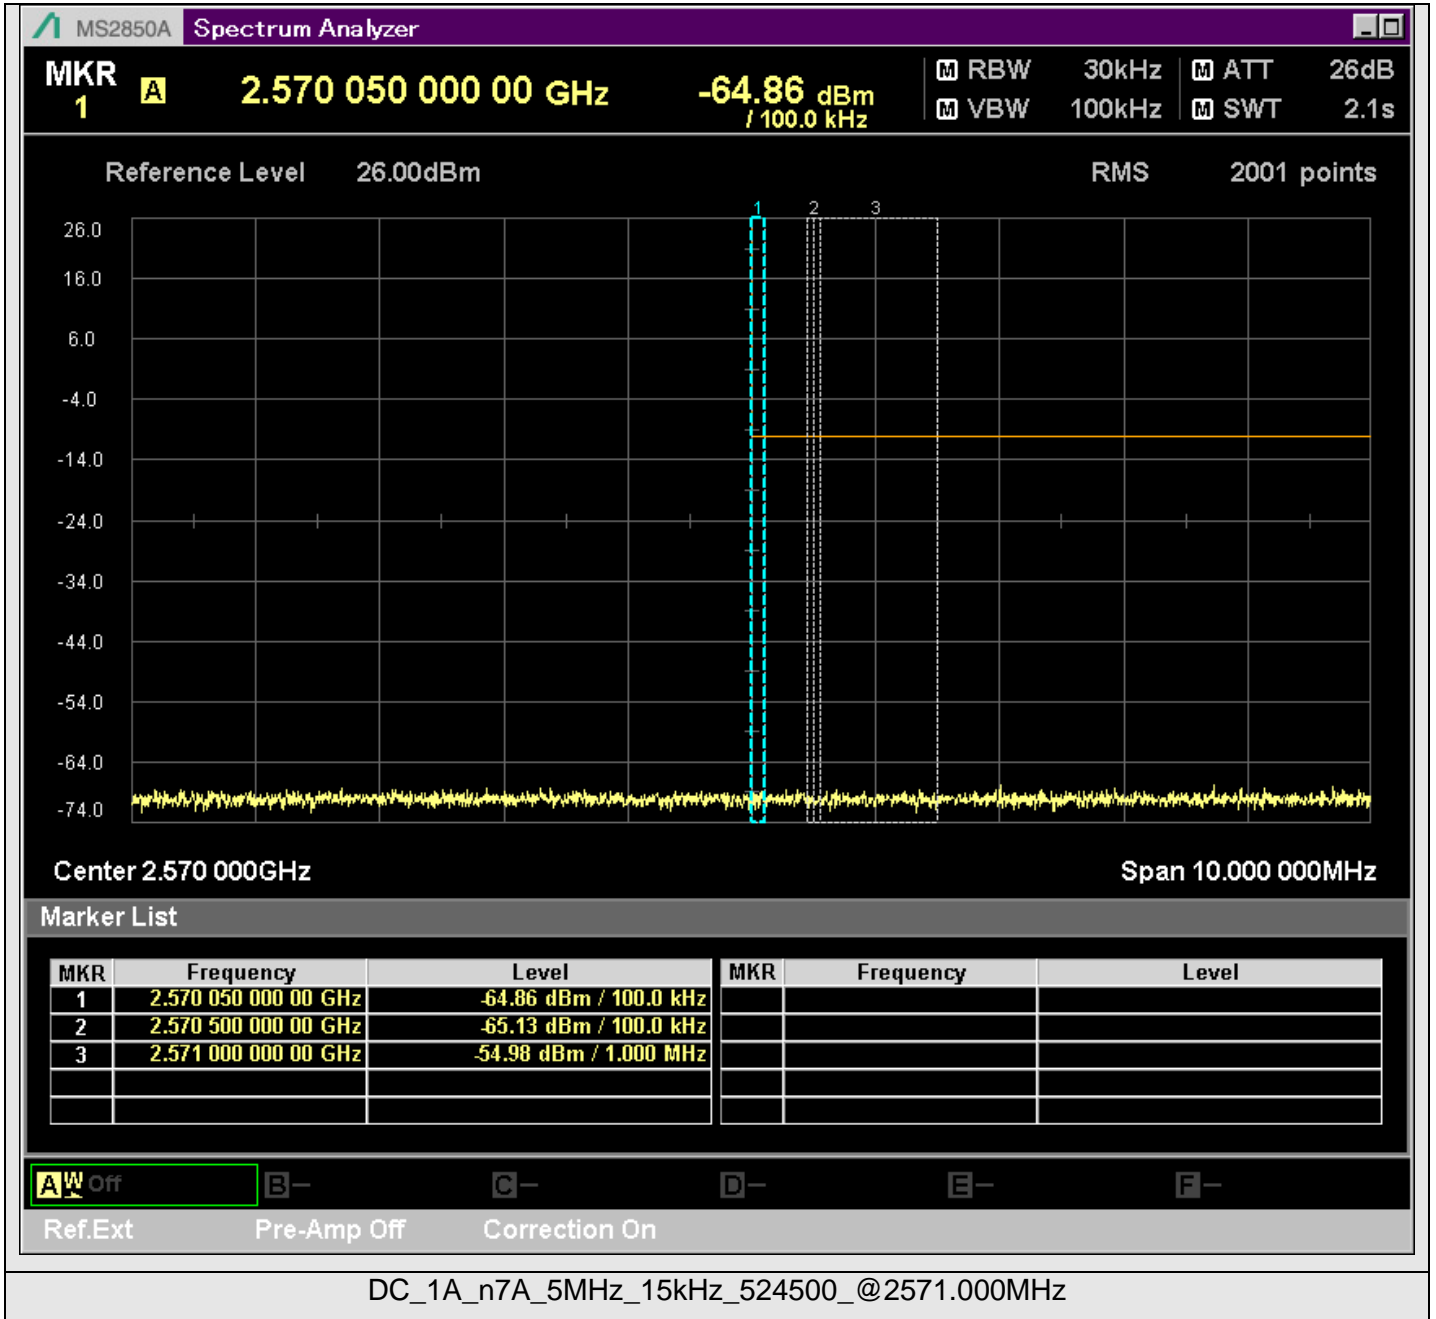 MS2850A Spectrum Analyzer
MKR 1 A 2.570 050 000 00 GHz -64.86 dBm / 100.0 kHz
M RBW 30kHz M ATT 26dB
M VBW 100kHz M SWT 2.1s
Reference Level 26.00dBm RMS 2001 points
1 2 3
26.0
16.0
6.0
-4.0
-14.0
-24.0
-34.0
-44.0
-54.0
-64.0
-74.0
Center 2.570 000GHz Span 10.000 000MHz
Marker List
MKR Frequency Level MKR Frequency Level
1 2.570 050 000 00 GHz -64.86 dBm / 100.0 kHz
2 2.570 500 000 00 GHz -65.13 dBm / 100.0 kHz
3 2.571 000 000 00 GHz -54.98 dBm / 1.000 MHz
A W Off B — C — D — E — F —
Ref.Ext Pre-Amp Off Correction On
DC_1A_n7A_5MHz_15kHz_524500_@2571.000MHz